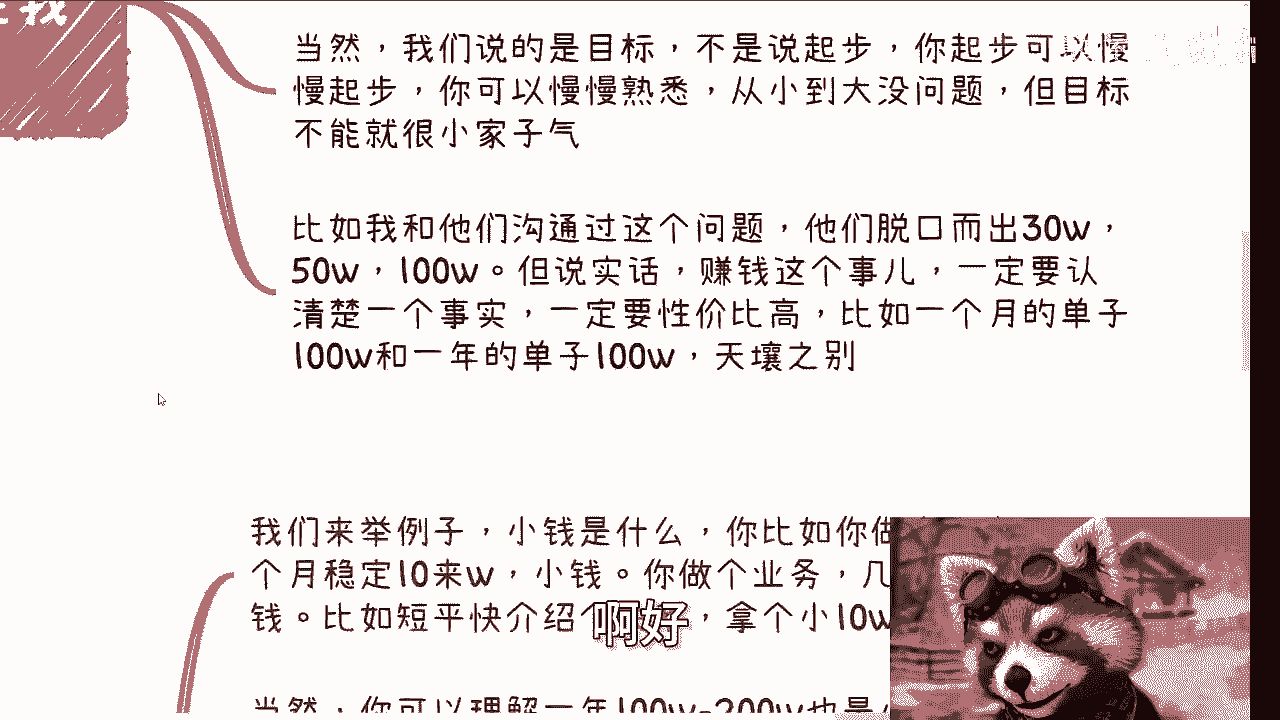 我
当然，我们说的是目标，不是说起步，你起步可以慢
慢起步，你可以慢慢熟悉，从小到大没问题，但目标
不能就很小家子气
比如我和他们沟通过这个问题，他们脱口而出30w，
50w，100w。但说实话，赚钱这个事儿，一定要认
清楚一个事实，一定要性价比高，比如一个月的单子
100w和一年的单子100w，天壤之别
我们来举例子，小钱是什么，你比如你做
个月稳定10来w，小钱。你做个业务，几
钱。比如短平快介绍个，拿个小10w
啊好
当然，你可以理解一年100w-200w也是